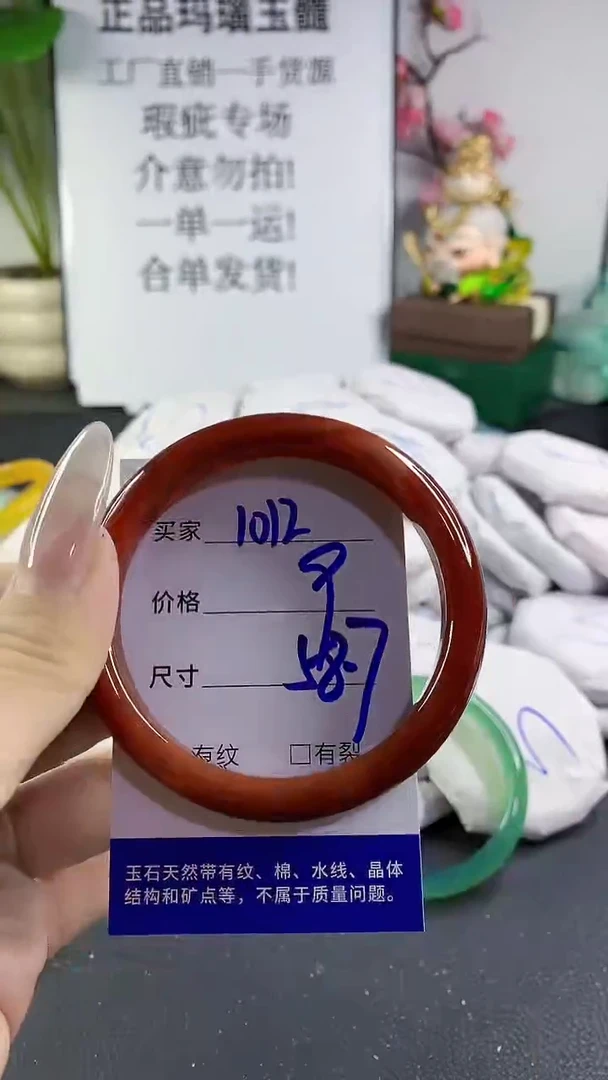 正品玛瑙玉髓
工厂直销一手货源
瑕疵专场
介意勿拍!
一单一运!
合单发货!
买家 1012
价格
尺寸 58.7
有纹 □有裂
玉石天然带有纹、棉、水线、晶体
结构和矿点等，不属于质量问题。